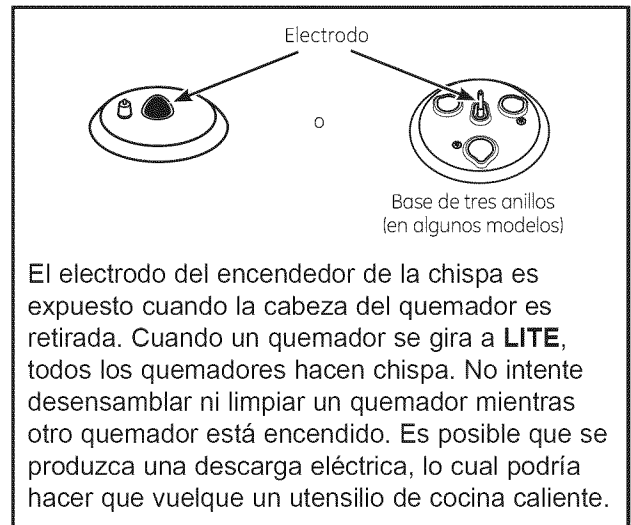 Electrodo
o
Base de tres anillos
(en algunos modelos)
El electrodo del encendedor de la chispa es
expuesto cuando la cabeza del quemador es
retirada. Cuando un quemador se gira a LITE,
todos los quemadores hacen chispa. No intente
desensamblar ni limpiar un quemador mientras
otro quemador está encendido. Es posible que se
produzca una descarga eléctrica, lo cual podría
hacer que vuelque un utensilio de cocina caliente.